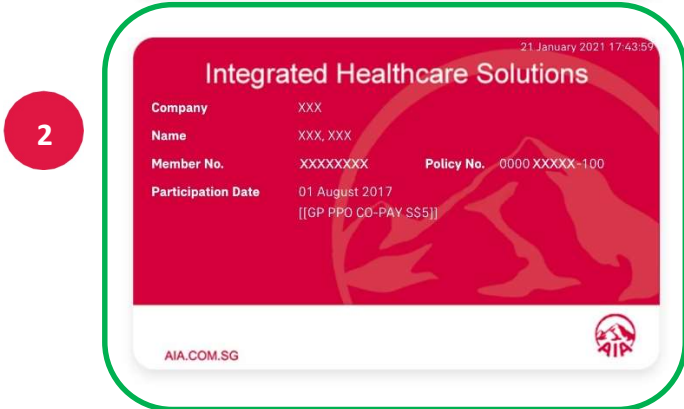 21 January 2021 17:43:59
Integrated Healthcare Solutions
2
Company XXX
Name XXX, XXX
Member No. XXXXXXXX Policy No. 0000 XXXXX-100
Participation Date 01 August 2017
[[GP PPO CO-PAY S$5]]
AIA.COM.SG
AIA